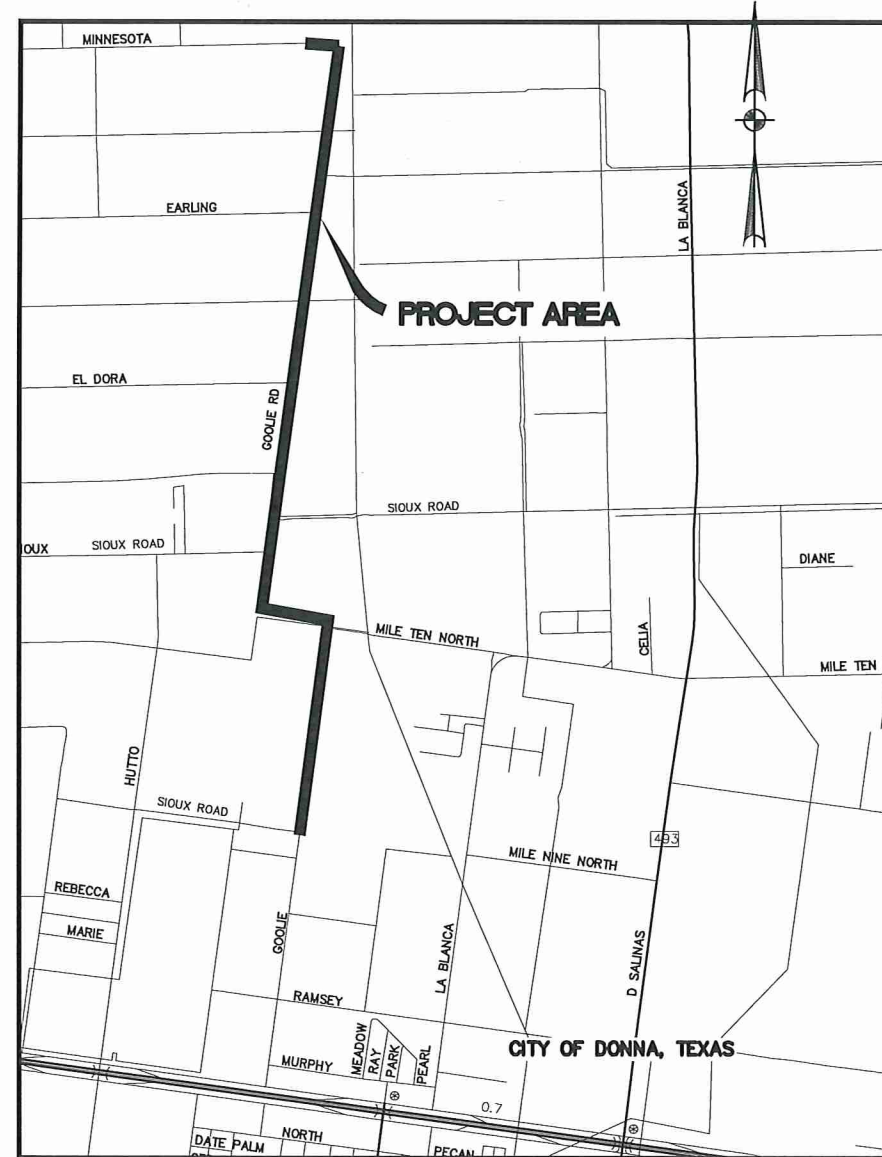 MINNESOTA
EARLING
LA BLANCA
PROJECT AREA
EL DORA
GOOLIE RD
SIOUX ROAD
IOUX
SIOUX ROAD
DIANE
CELIA
MILE TEN NORTH
MILE TEN
HUTTO
SIOUX ROAD
493
MILE NINE NORTH
REBECCA
MARIE
GOOLIE
LA BLANCA
D SALINAS
RAMSEY
MEADOW
RAY
PARK
PEARL
CITY OF DONNA, TEXAS
MURPHY
0.7
NORTH
DATE PALM
PECAN